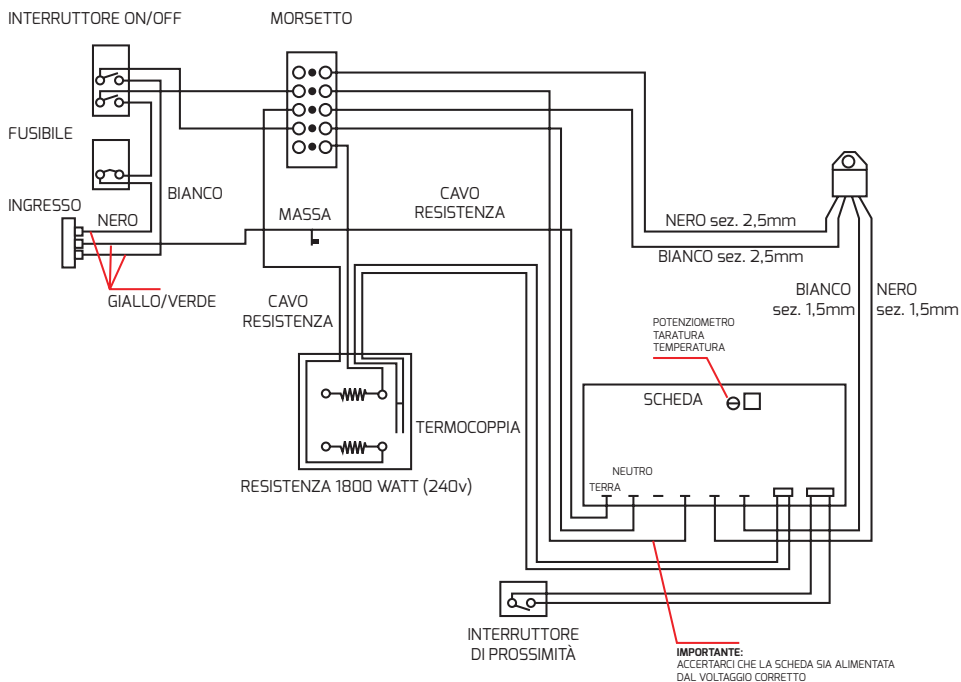 INTERRUTTORE ON/OFF
MORSETTO
FUSIBILE
INGRESSO
NERO
BIANCO
MASSA
CAVO
RESISTENZA
NERO sez. 2,5mm
BIANCO sez. 2,5mm
GIALLO/VERDE
CAVO
RESISTENZA
BIANCO
sez. 1,5mm
NERO
sez. 1,5mm
POTENZIOMETRO
TARATURA
TEMPERATURA
SCHEDA
TERMOCOPPIA
NEUTRO
TERRA
RESISTENZA 1800 WATT (240v)
INTERRUTTORE
DI PROSSIMITÀ
IMPORTANTE:
ACCERTARCI CHE LA SCHEDA SIA ALIMENTATA
DAL VOLTAGGIO CORRETTO